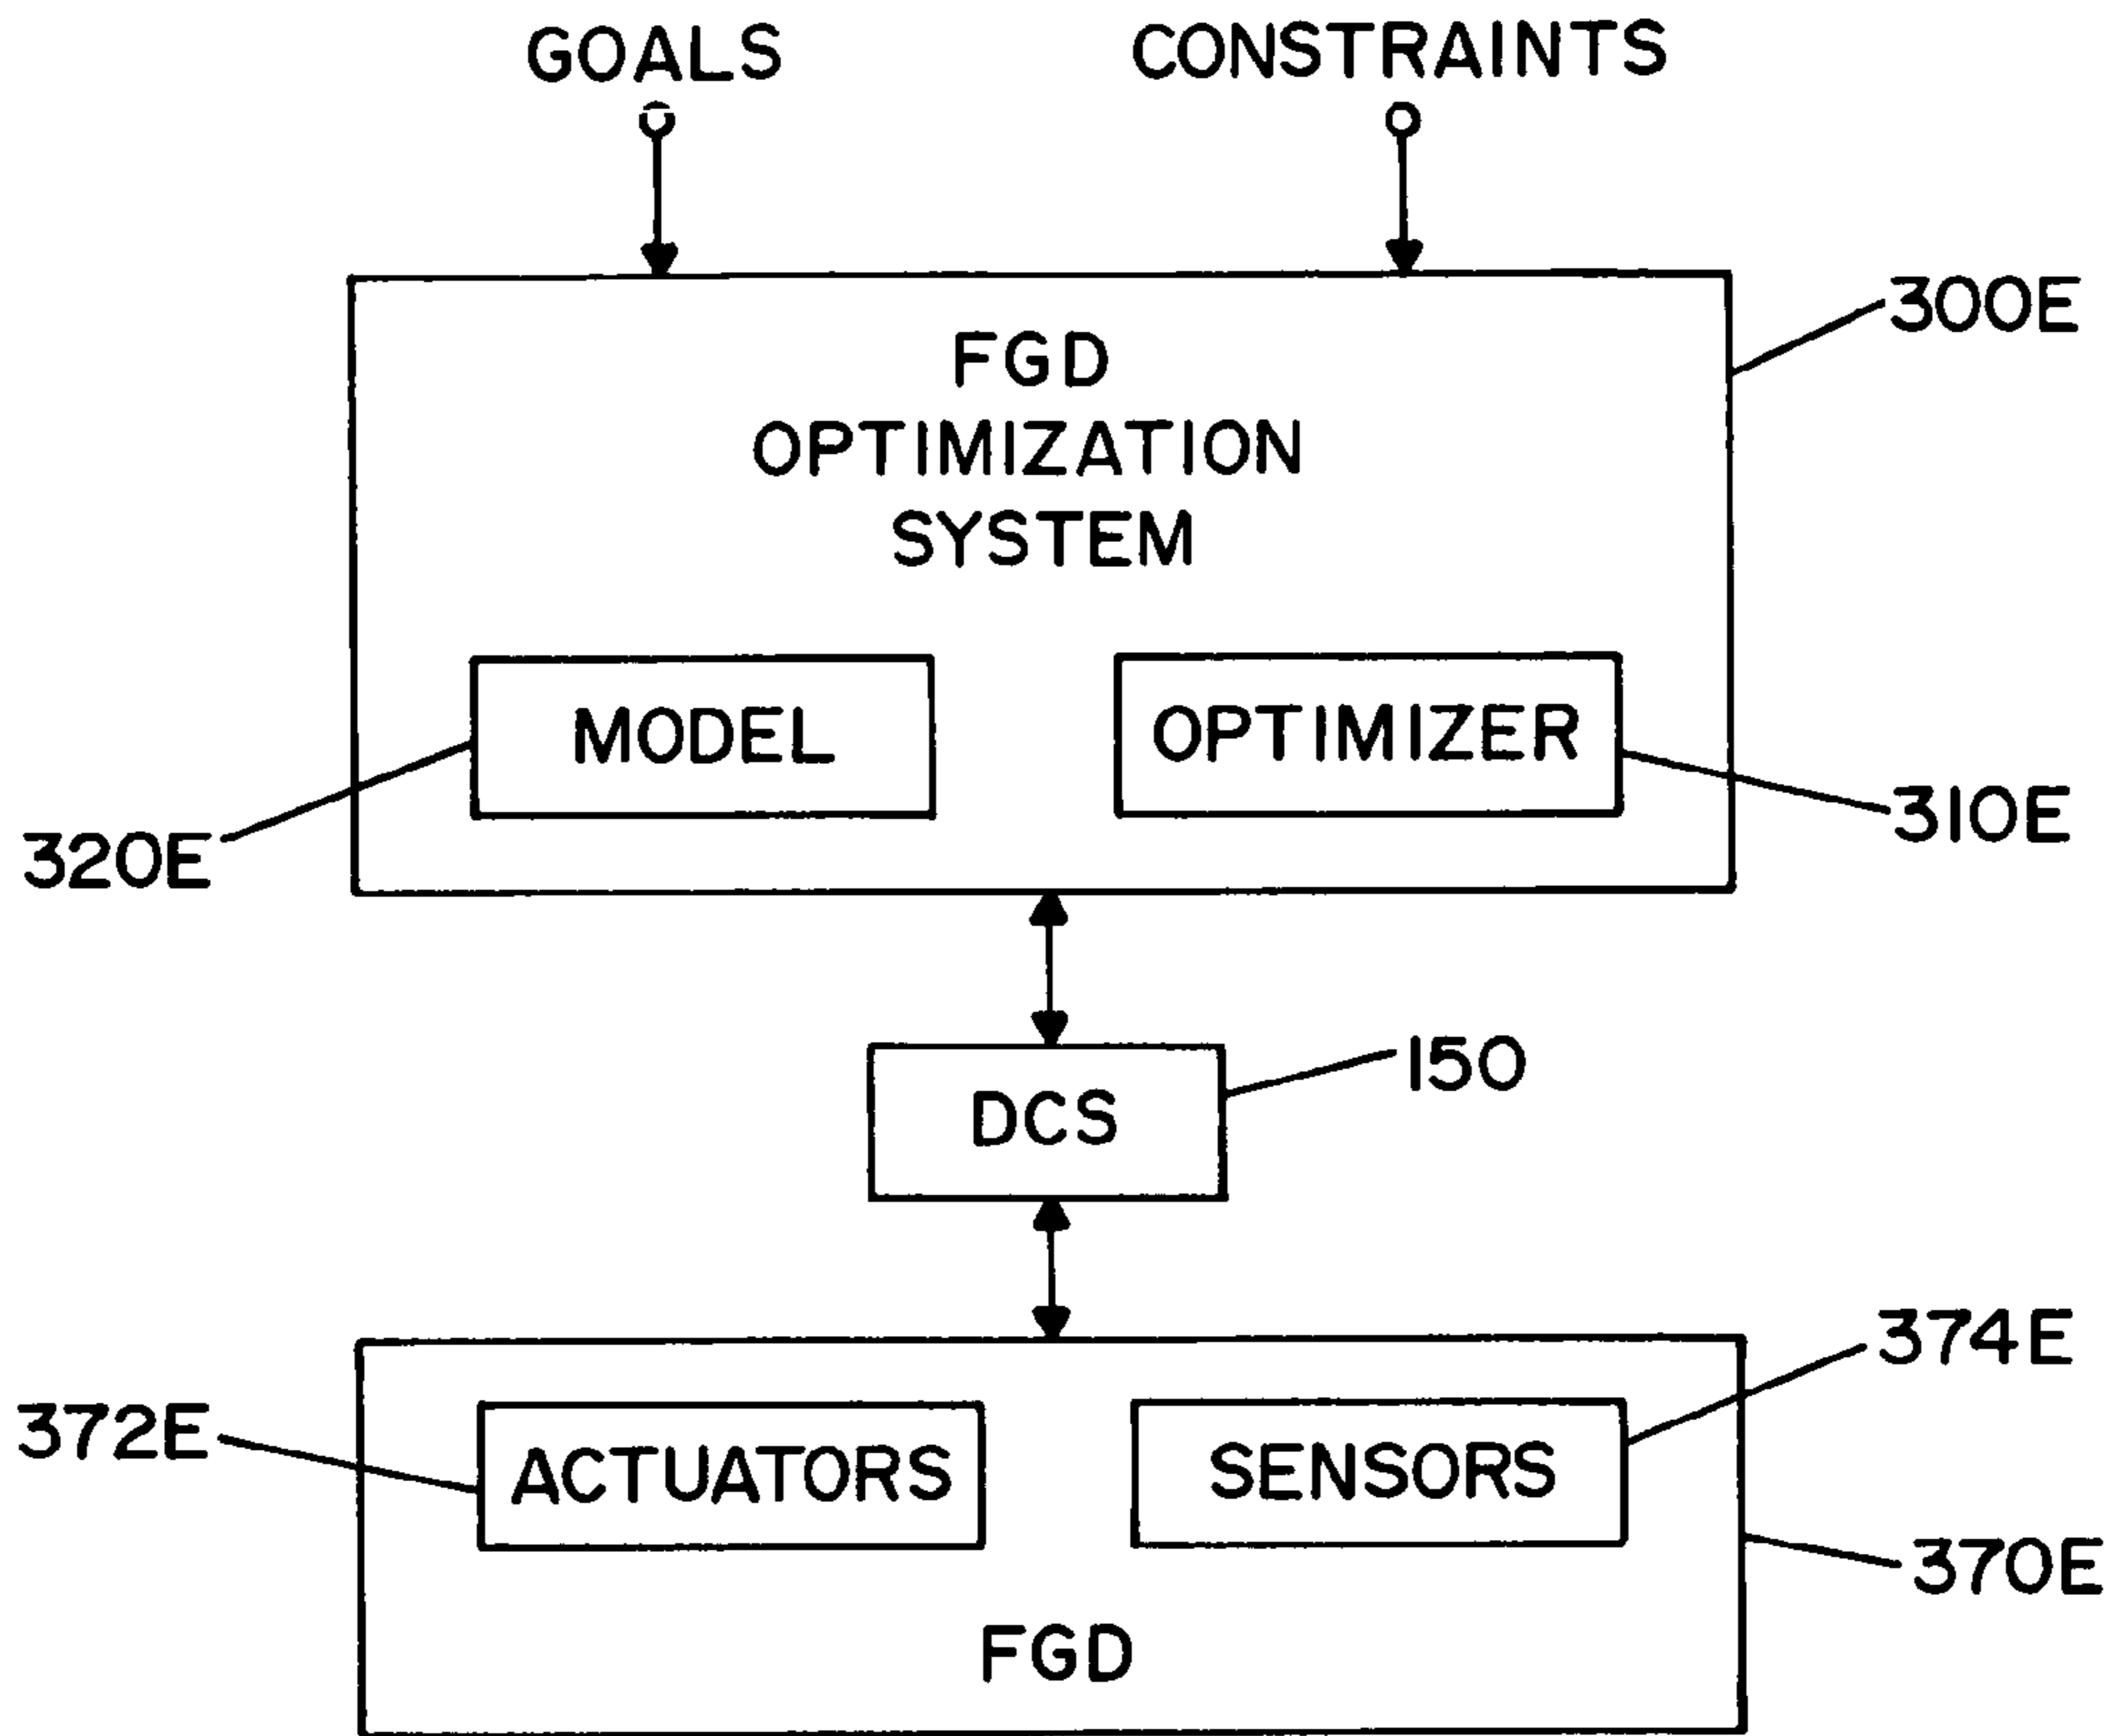 GOALS
CONSTRAINTS
300E
FGD
OPTIMIZATION
SYSTEM
MODEL
OPTIMIZER
320E
310E
150
DCS
374E
372E
ACTUATORS
SENSORS
370E
FGD